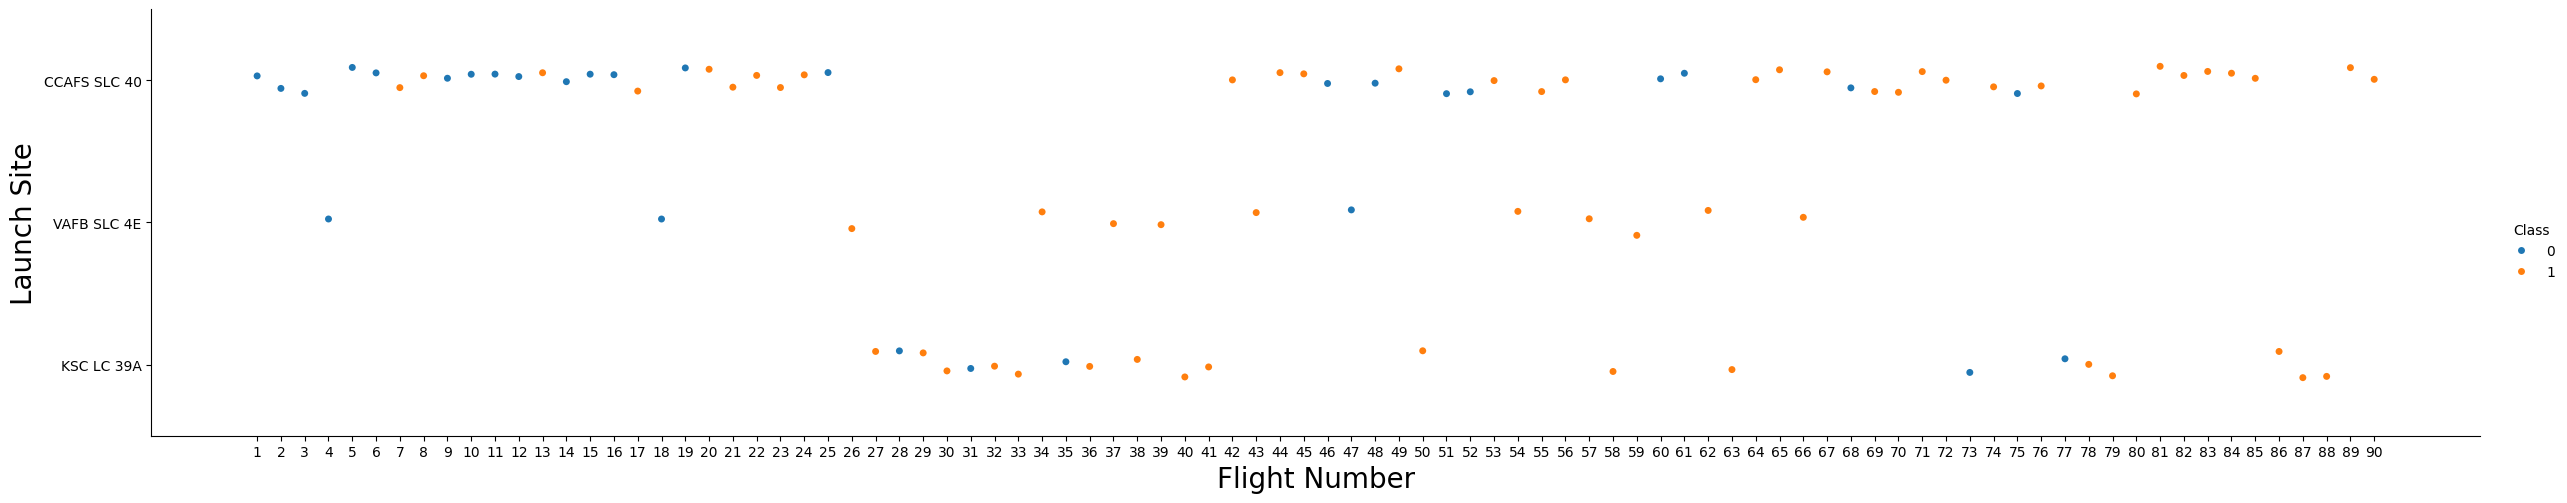 Launch Site
CCAFS SLC 40
VAFB SLC 4E
KSC LC 39A
1 2 3 4 5 6 7 8 9 10 11 12 13 14 15 16 17 18 19 20 21 22 23 24 25 26 27 28 29 30 31 32 33 34 35 36 37 38 39 40 41 42 43 44 45 46 47 48 49 50 51 52 53 54 55 56 57 58 59 60 61 62 63 64 65 66 67 68 69 70 71 72 73 74 75 76 77 78 79 80 81 82 83 84 85 86 87 88 89 90
Flight Number
Class
0
1